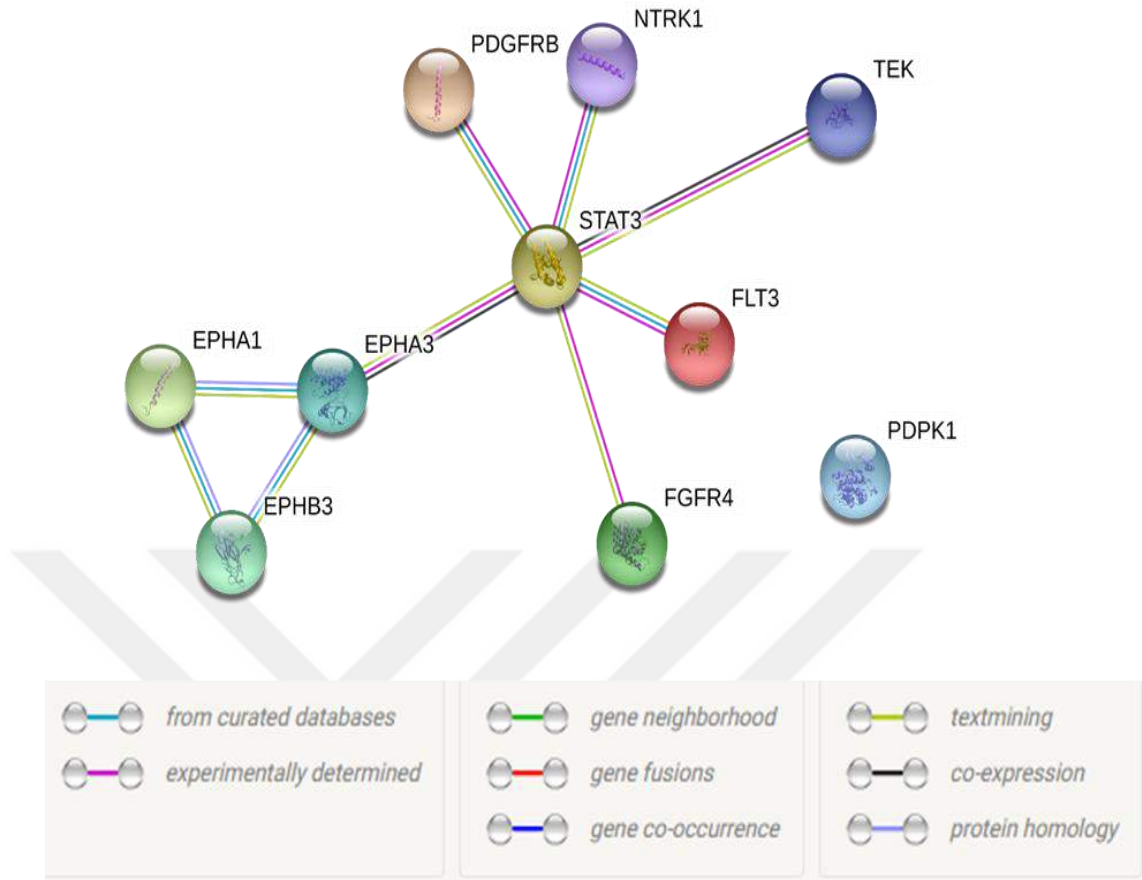 NTRK1
PDGFRB
TEK
STAT3
FLT3
EPHA1
EPHA3
PDPK1
EPHB3
FGFR4
from curated databases
experimentally determined
gene neighborhood
gene fusions
gene co-occurrence
textmining
co-expression
protein homology